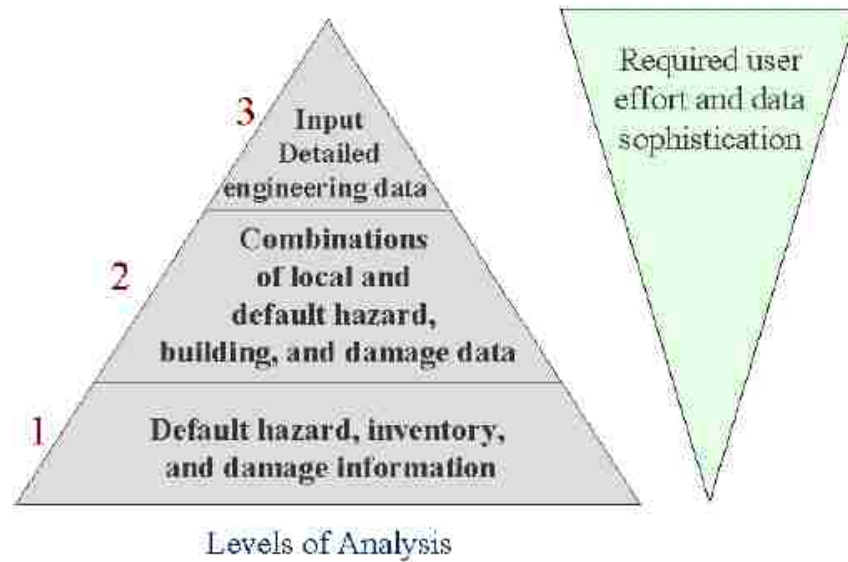 3
Input
Detailed
engineering data
2
Combinations
of local and
default hazard,
building, and damage data
1
Default hazard, inventory,
and damage information
Levels of Analysis
Required user
effort and data
sophistication